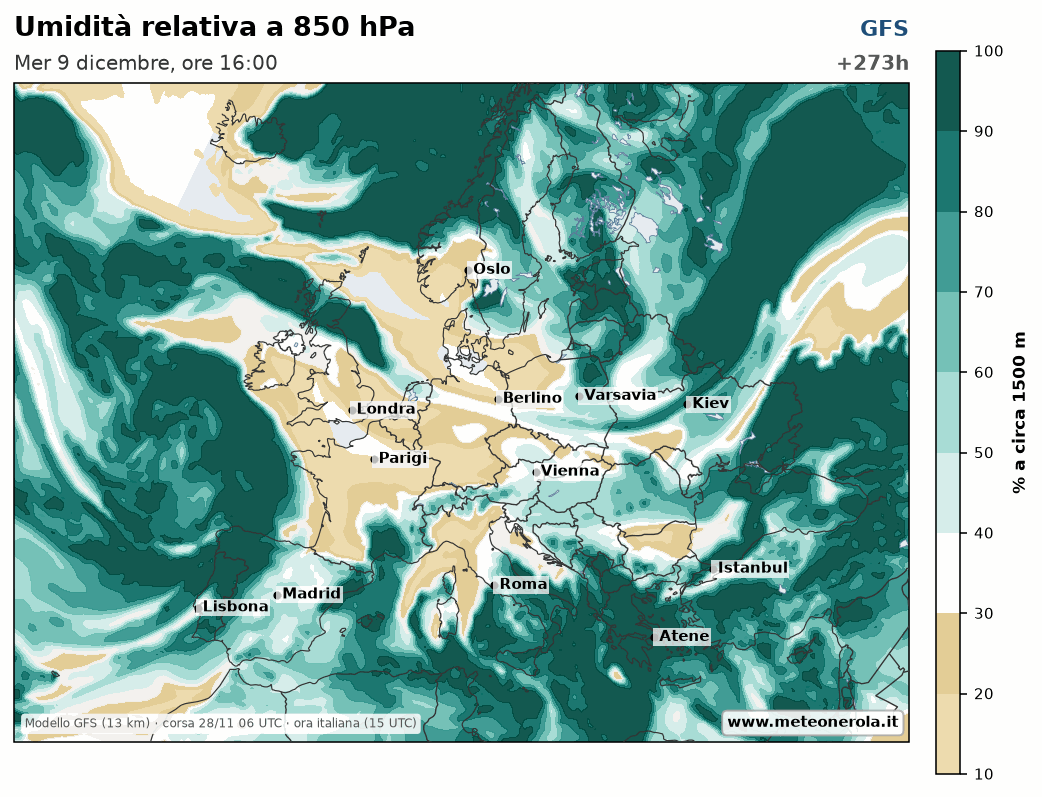 Umidità relativa a 850 hPa
GFS
Mer 9 dicembre, ore 16:00
+273h
100
90
80
70
60
50
40
30
20
10
% a circa 1500 m
Oslo
Londra
Berlino
Varsavia
Kiev
Parigi
Vienna
Istanbul
Madrid
Roma
Lisbona
Atene
Modello GFS (13 km) · corsa 28/11 06 UTC · ora italiana (15 UTC)
www.meteonerola.it